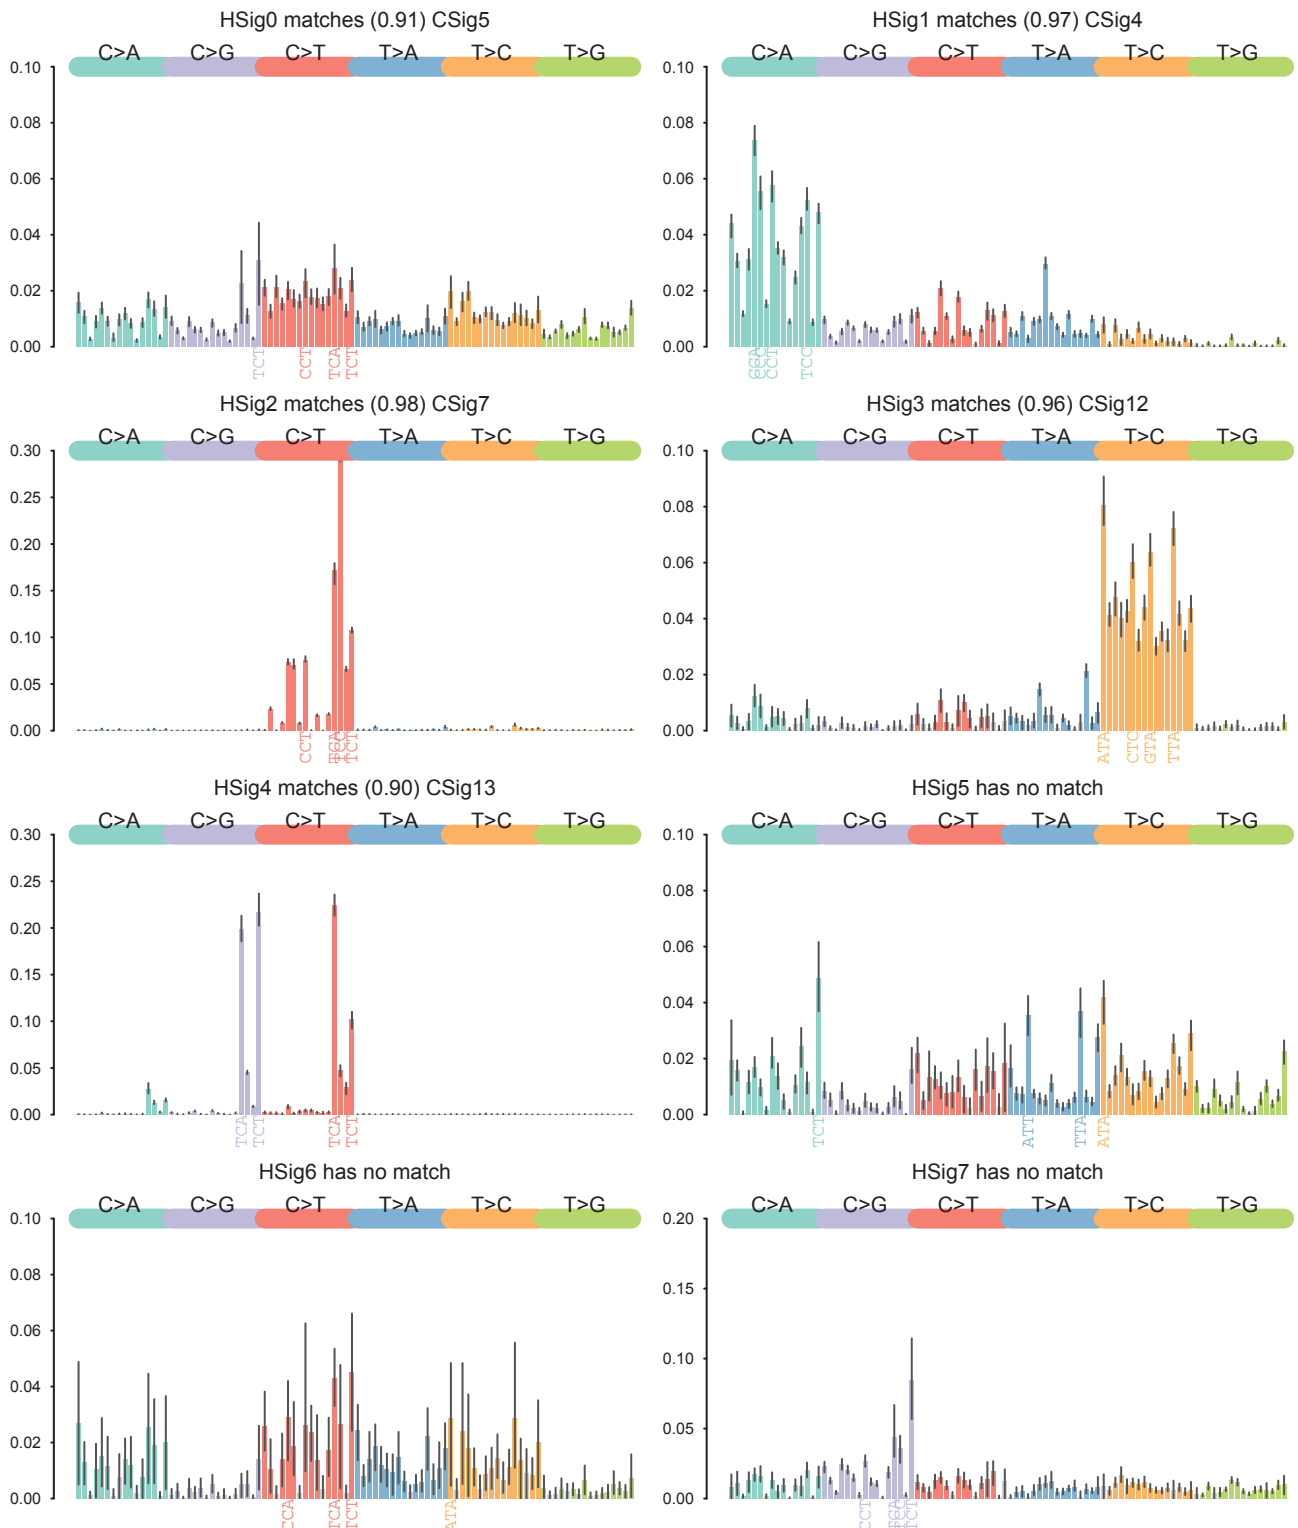 HSig0 matches (0.91) CSig5
C>A C>G C>T T>A T>C T>G
0.10
0.08
0.06
0.04
0.02
0.00
TCT CCT TCA TCT
HSig1 matches (0.97) CSig4
C>A C>G C>T T>A T>C T>G
0.10
0.08
0.06
0.04
0.02
0.00
CCA CCC CCT TCC
HSig2 matches (0.98) CSig7
C>A C>G C>T T>A T>C T>G
0.30
0.25
0.20
0.15
0.10
0.05
0.00
CCT TCA TCC TCT
HSig3 matches (0.96) CSig12
C>A C>G C>T T>A T>C T>G
0.10
0.08
0.06
0.04
0.02
0.00
ATA CTC GTA TTA
HSig4 matches (0.90) CSig13
C>A C>G C>T T>A T>C T>G
0.30
0.25
0.20
0.15
0.10
0.05
0.00
TCA TCT TCA TCT
HSig5 has no match
C>A C>G C>T T>A T>C T>G
0.10
0.08
0.06
0.04
0.02
0.00
TCT ATT TTA ATA
HSig6 has no match
C>A C>G C>T T>A T>C T>G
0.10
0.08
0.06
0.04
0.02
0.00
CCA TCA TCT ATA
HSig7 has no match
C>A C>G C>T T>A T>C T>G
0.20
0.15
0.10
0.05
0.00
CCT TCA TCC TCT